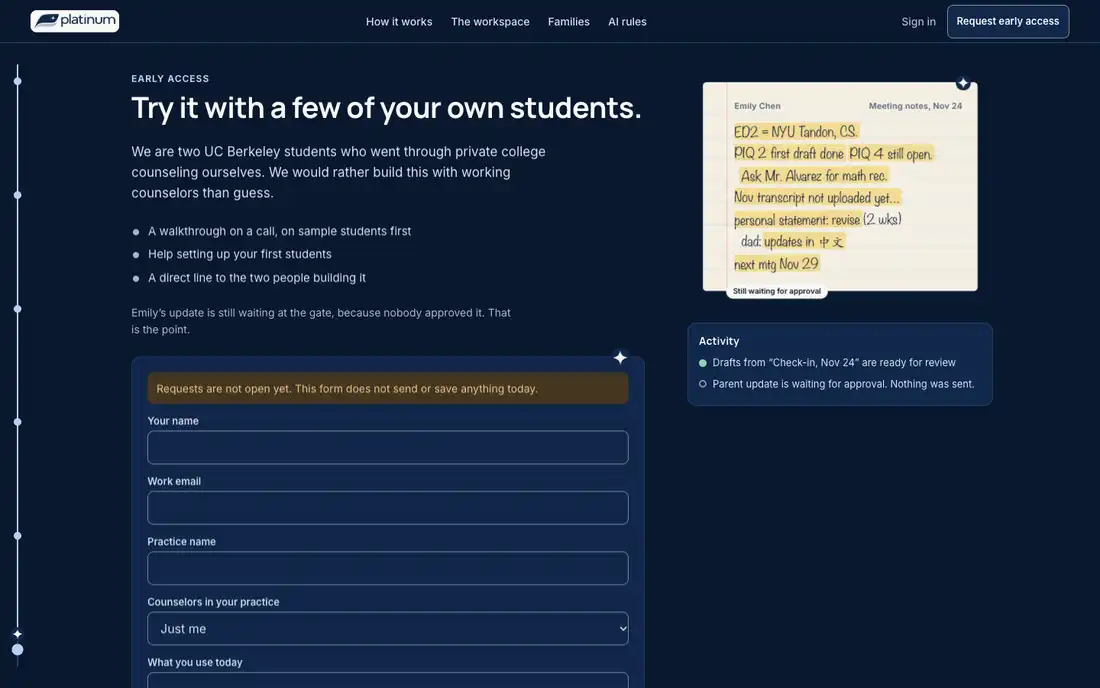 platinum
How it works
The workspace
Families
AI rules
Sign in
Request early access
EARLY ACCESS
Try it with a few of your own students.
We are two UC Berkeley students who went through private college
counseling ourselves. We would rather build this with working
counselors than guess.
A walkthrough on a call, on sample students first
Help setting up your first students
A direct line to the two people building it
Emily’s update is still waiting at the gate, because nobody approved it. That
is the point.
Requests are not open yet. This form does not send or save anything today.
Your name
Work email
Practice name
Counselors in your practice
Just me
What you use today
Emily Chen
Meeting notes, Nov 24
ED2 = NYU Tandon, CS.
PIQ 2 first draft done PIQ 4 still open.
Ask Mr. Alvarez for math rec.
Nov transcript not uploaded yet...
personal statement: revise (2 wks)
dad: updates in 中文
next mtg Nov 29
Still waiting for approval
Activity
Drafts from “Check-in, Nov 24” are ready for review
Parent update is waiting for approval. Nothing was sent.